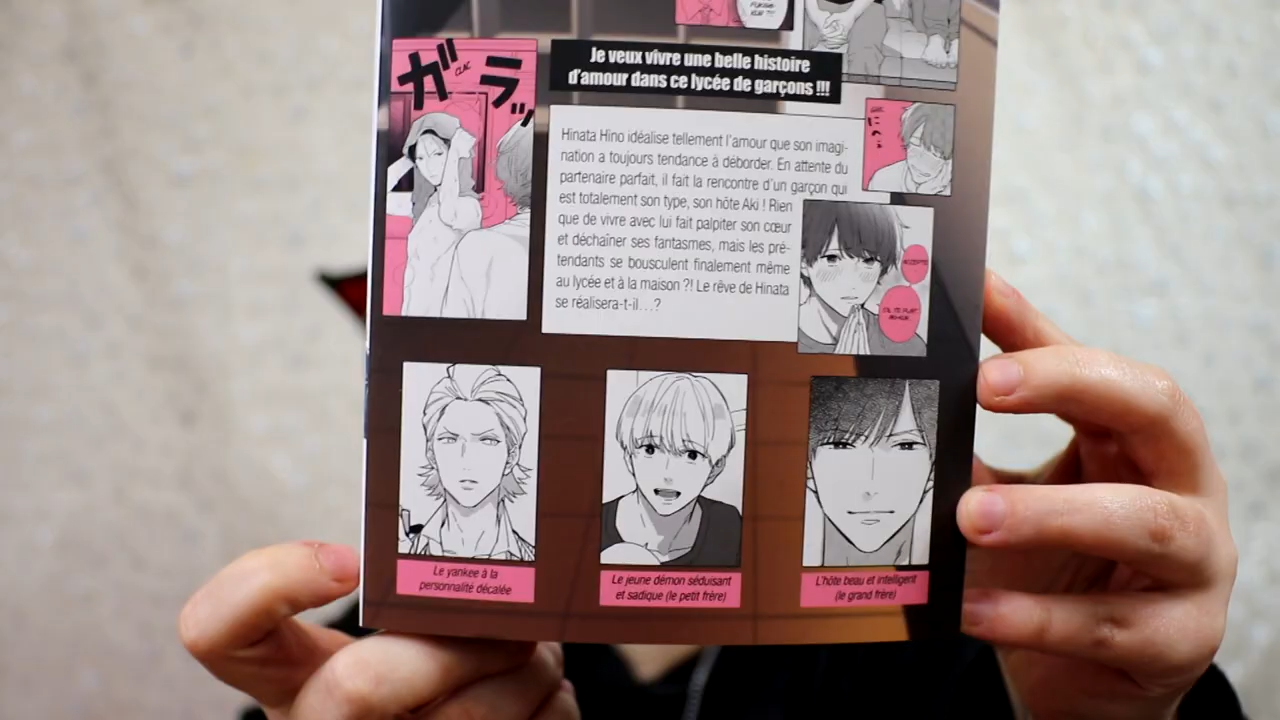 Je veux vivre une belle histoire
d'amour dans ce lycée de garçons !!!
ガラッ
CLAC
Hinata Hino idéalise tellement l'amour que son imagi-
nation a toujours tendance à déborder. En attente du
partenaire parfait, il fait la rencontre d'un garçon qui
est totalement son type, son hôte Aki ! Rien
que de vivre avec lui fait palpiter son cœur
et déchaîner ses fantasmes, mais les pré-
tendants se bousculent finalement même
au lycée et à la maison ?! Le rêve de Hinata
se réalisera-t-il…?
ACCEPTE
Le yankee à la
personnalité décalée
Le jeune démon séduisant
et sadique (le petit frère)
L'hôte beau et intelligent
(le grand frère)